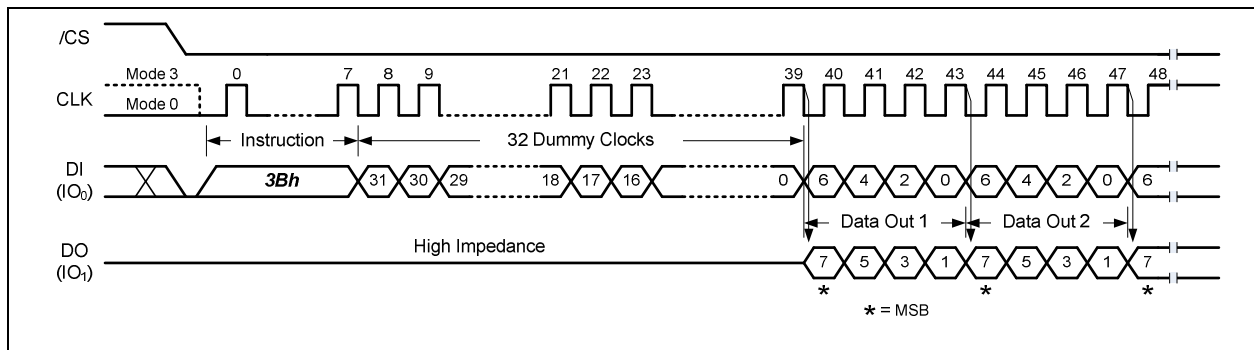 /CS
Mode 3
0 7 8 9 21 22 23 39 40 41 42 43 44 45 46 47 48
CLK
Mode 0
Instruction 32 Dummy Clocks
DI
(IO0)
3Bh 31 30 29 18 17 16 0 6 4 2 0 6 4 2 0 6
Data Out 1 Data Out 2
High Impedance
DO
(IO1)
7 5 3 1 7 5 3 1 7
* * *
* = MSB